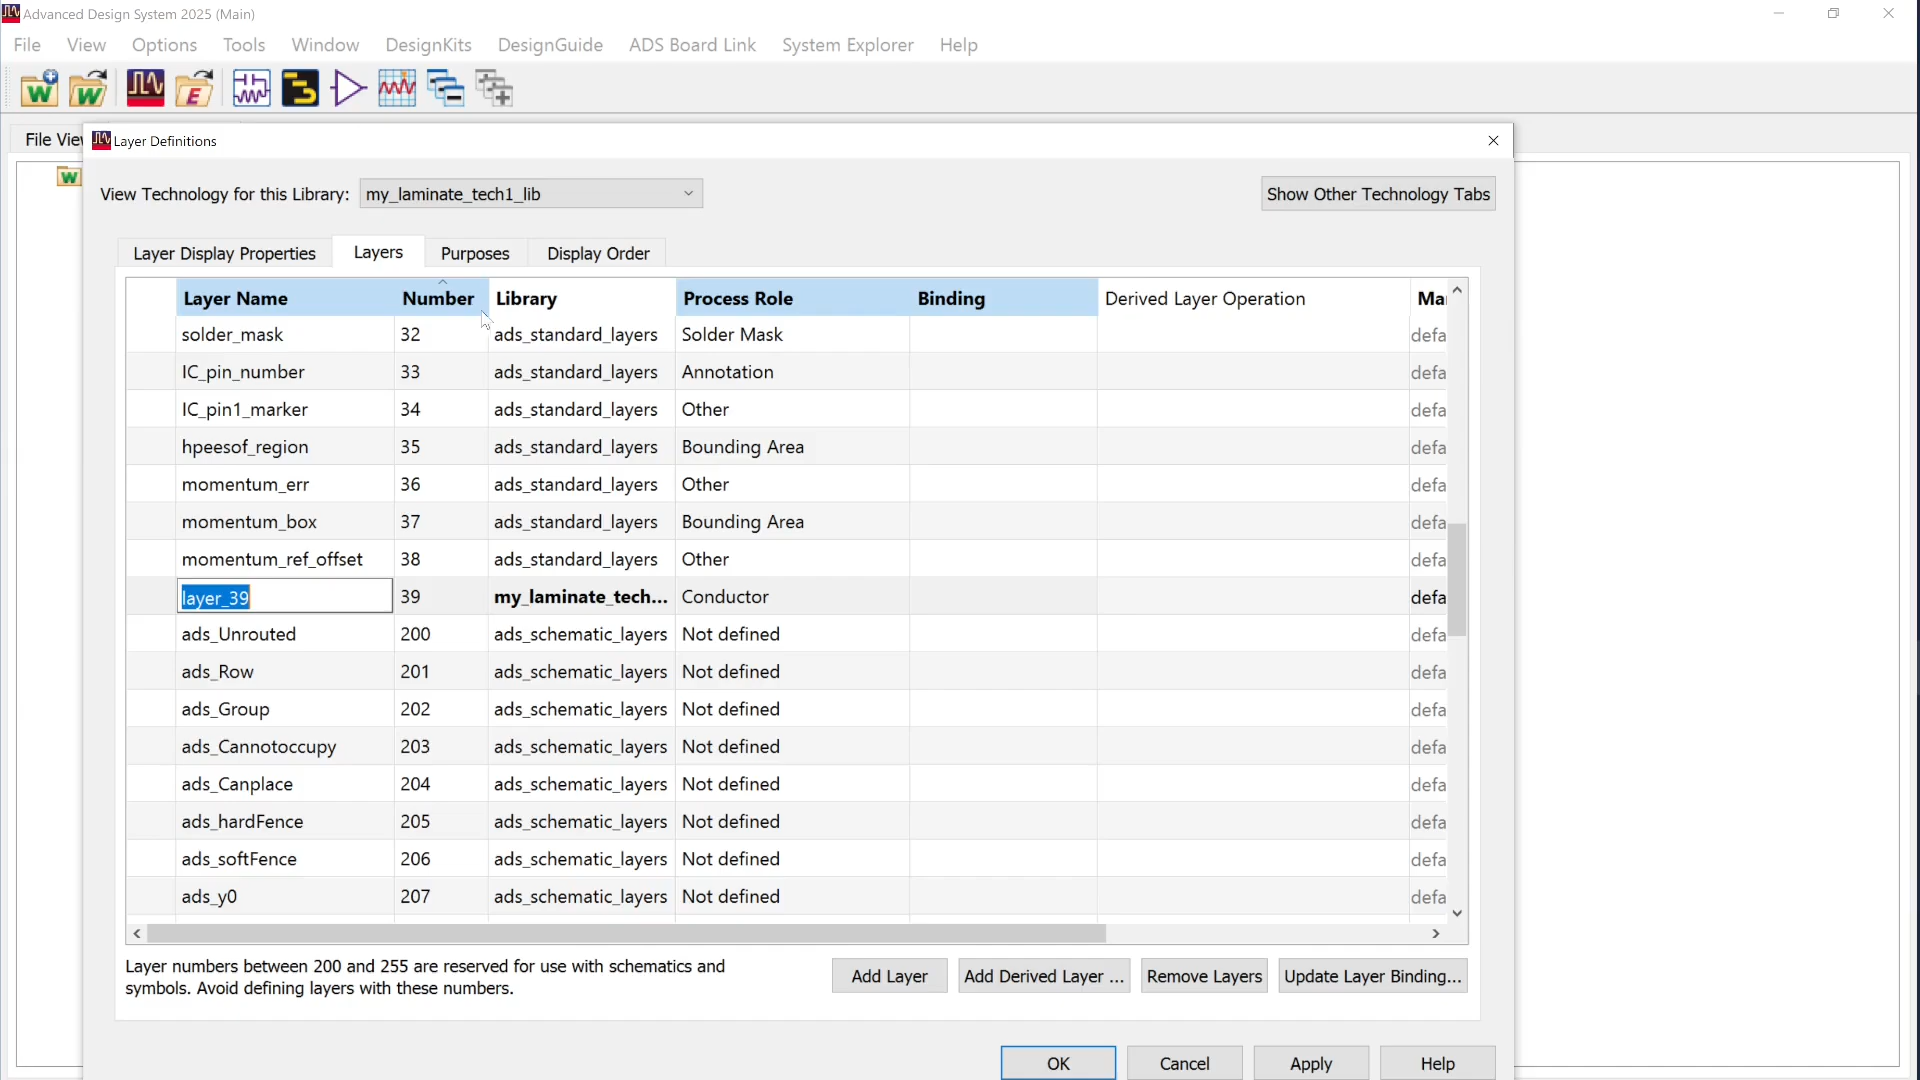 Advanced Design System 2025 (Main)
File View Options Tools Window DesignKits DesignGuide ADS Board Link System Explorer Help
File Vie
Layer Definitions
View Technology for this Library: my_laminate_tech1_lib Show Other Technology Tabs
Layer Display Properties Layers Purposes Display Order
Layer Name Number Library Process Role Binding Derived Layer Operation Ma
solder_mask 32 ads_standard_layers Solder Mask defa
IC_pin_number 33 ads_standard_layers Annotation defa
IC_pin1_marker 34 ads_standard_layers Other defa
hpeesof_region 35 ads_standard_layers Bounding Area defa
momentum_err 36 ads_standard_layers Other defa
momentum_box 37 ads_standard_layers Bounding Area defa
momentum_ref_offset 38 ads_standard_layers Other defa
layer_39 39 my_laminate_tech... Conductor defa
ads_Unrouted 200 ads_schematic_layers Not defined defa
ads_Row 201 ads_schematic_layers Not defined defa
ads_Group 202 ads_schematic_layers Not defined defa
ads_Cannotoccupy 203 ads_schematic_layers Not defined defa
ads_Canplace 204 ads_schematic_layers Not defined defa
ads_hardFence 205 ads_schematic_layers Not defined defa
ads_softFence 206 ads_schematic_layers Not defined defa
ads_y0 207 ads_schematic_layers Not defined defa
Layer numbers between 200 and 255 are reserved for use with schematics and
symbols. Avoid defining layers with these numbers.
Add Layer Add Derived Layer ... Remove Layers Update Layer Binding...
OK Cancel Apply Help